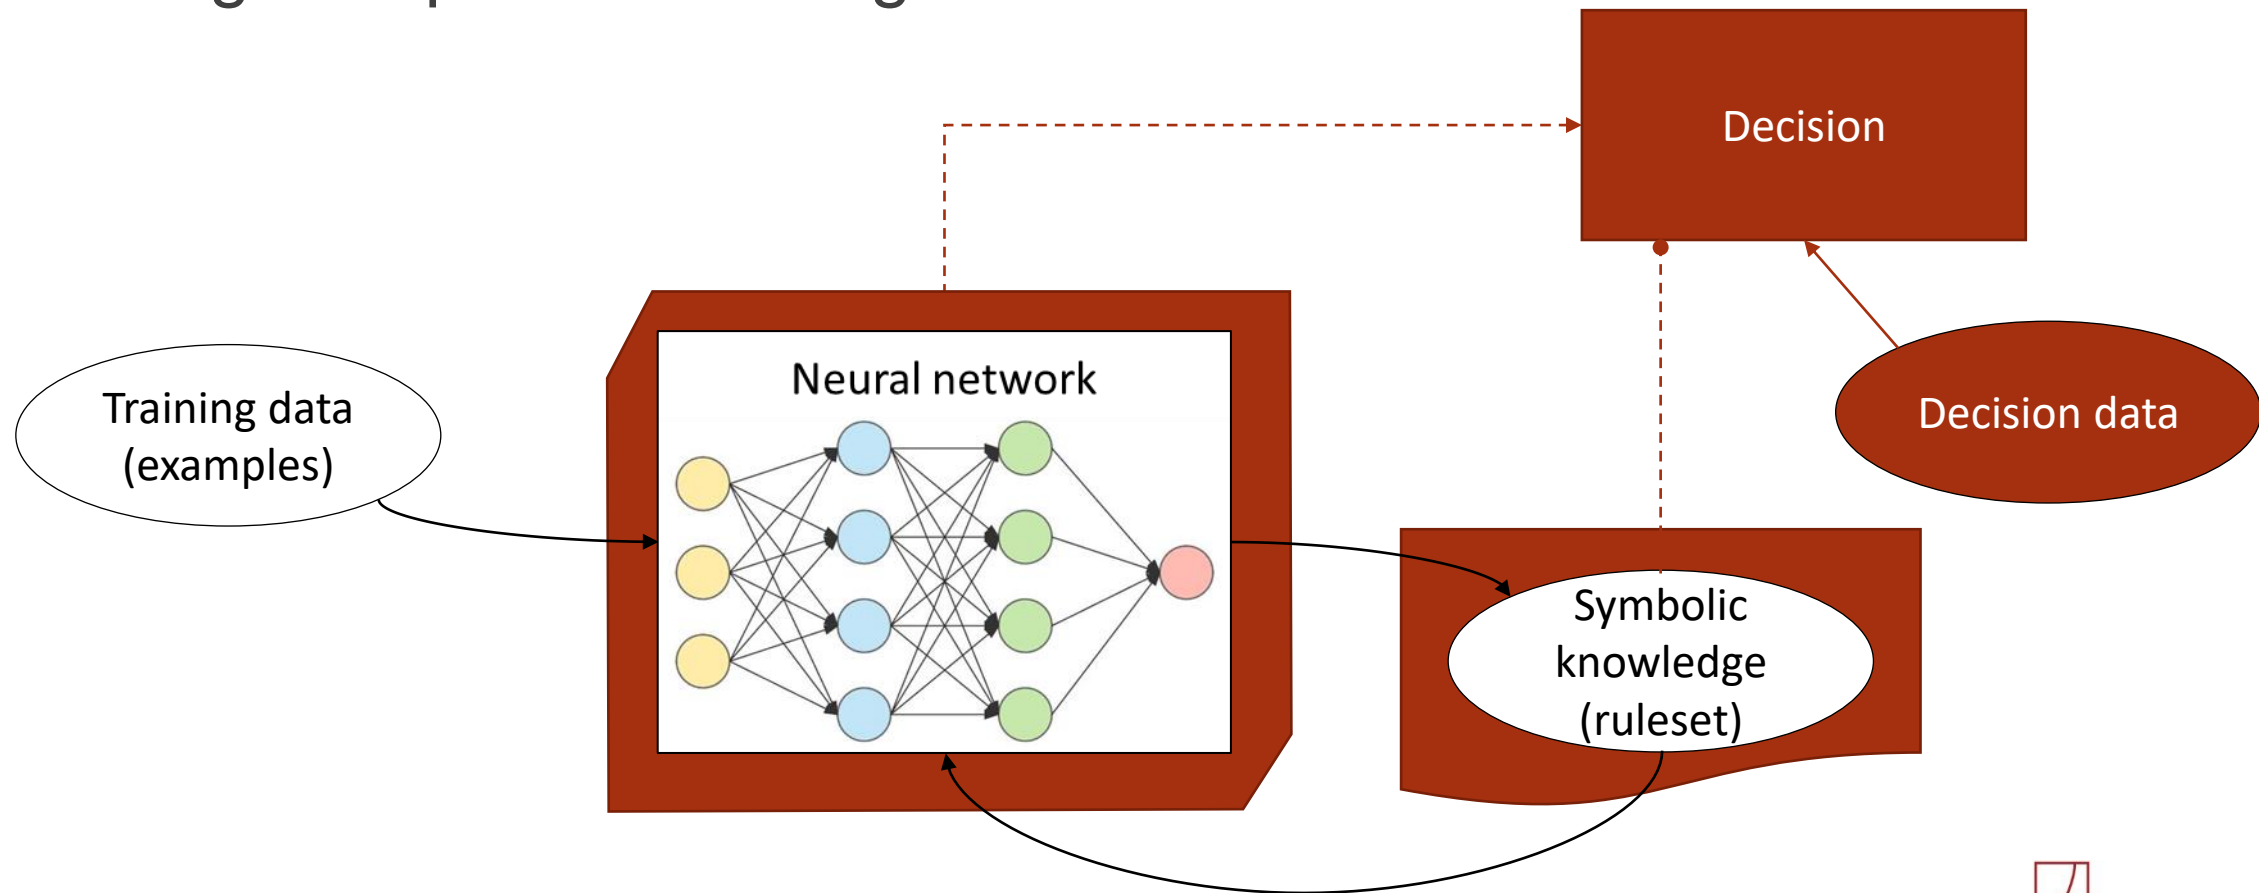 Decision
Neural network
Training data
(examples)
Decision data
Symbolic
knowledge
(ruleset)